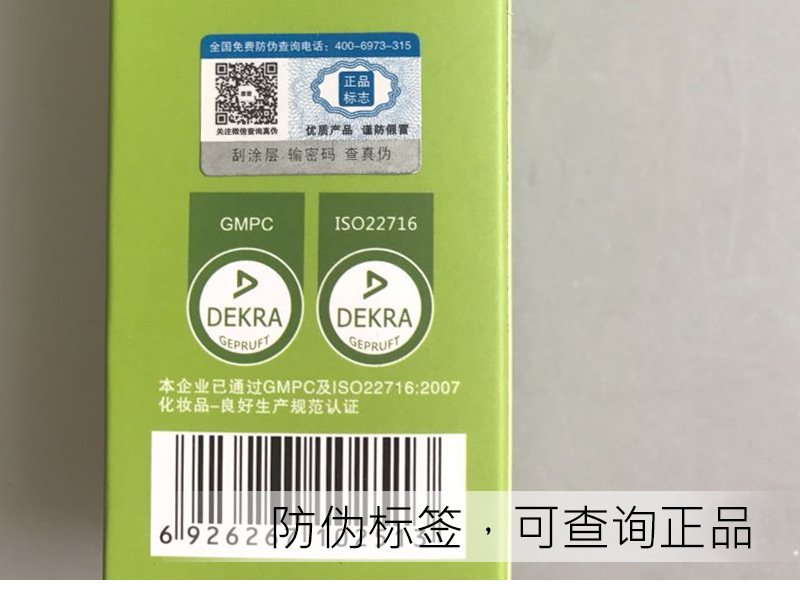 全国免费防伪查询电话：400-6973-315
正品
标志
关注微信查询真伪
优质产品 谨防假冒
刮涂层 输密码 查真伪
GMPC
ISO22716
DEKRA
GEPRUFT
DEKRA
GEPRUFT
本企业已通过GMPC及ISO22716:2007
化妆品-良好生产规范认证
防伪标签，可查询正品